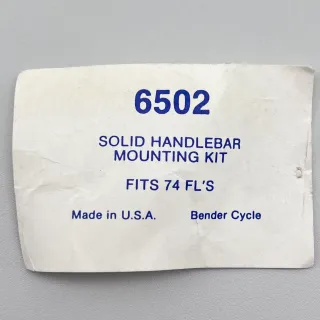 6502
SOLID HANDLEBAR
MOUNTING KIT
FITS 74 FL'S
Made in U.S.A. Bender Cycle